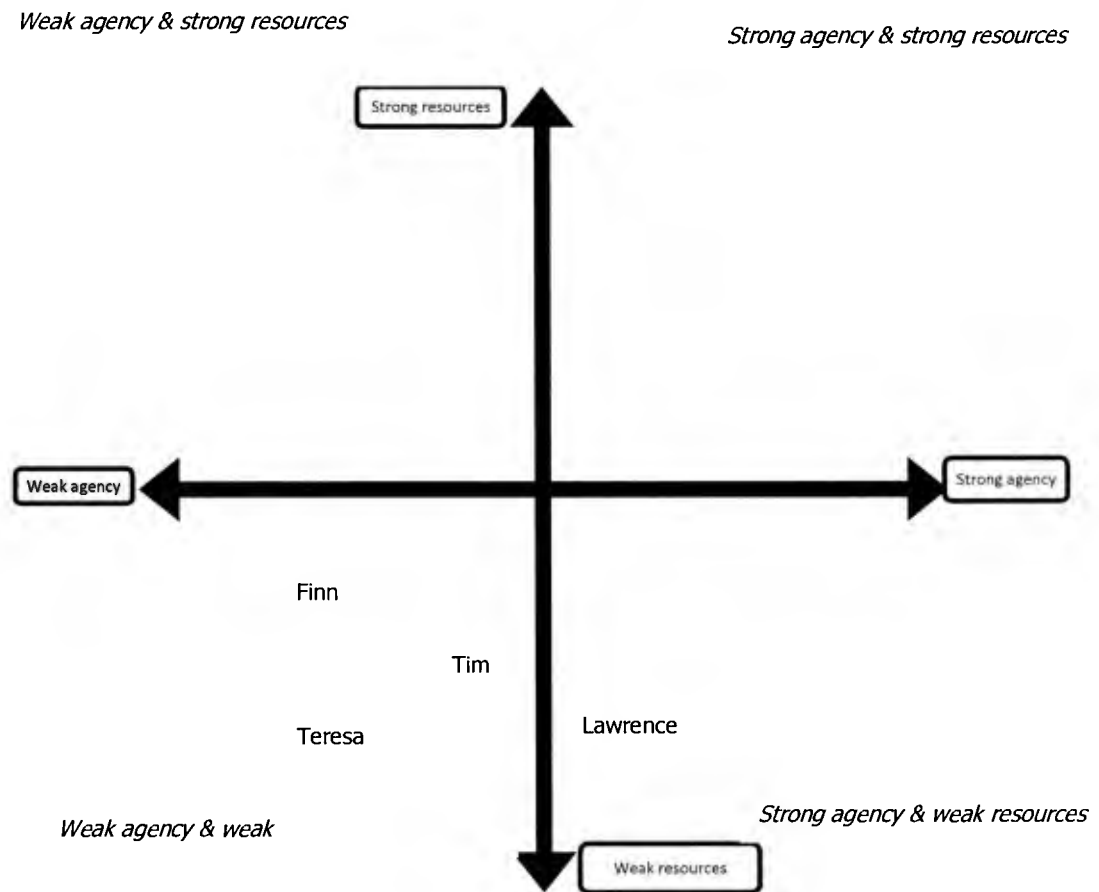 Weak agency & strong resources
Strong agency & strong resources
Strong resources
Weak agency
Strong agency
Finn
Tim
Teresa
Lawrence
Weak agency & weak
Strong agency & weak resources
Weak resources